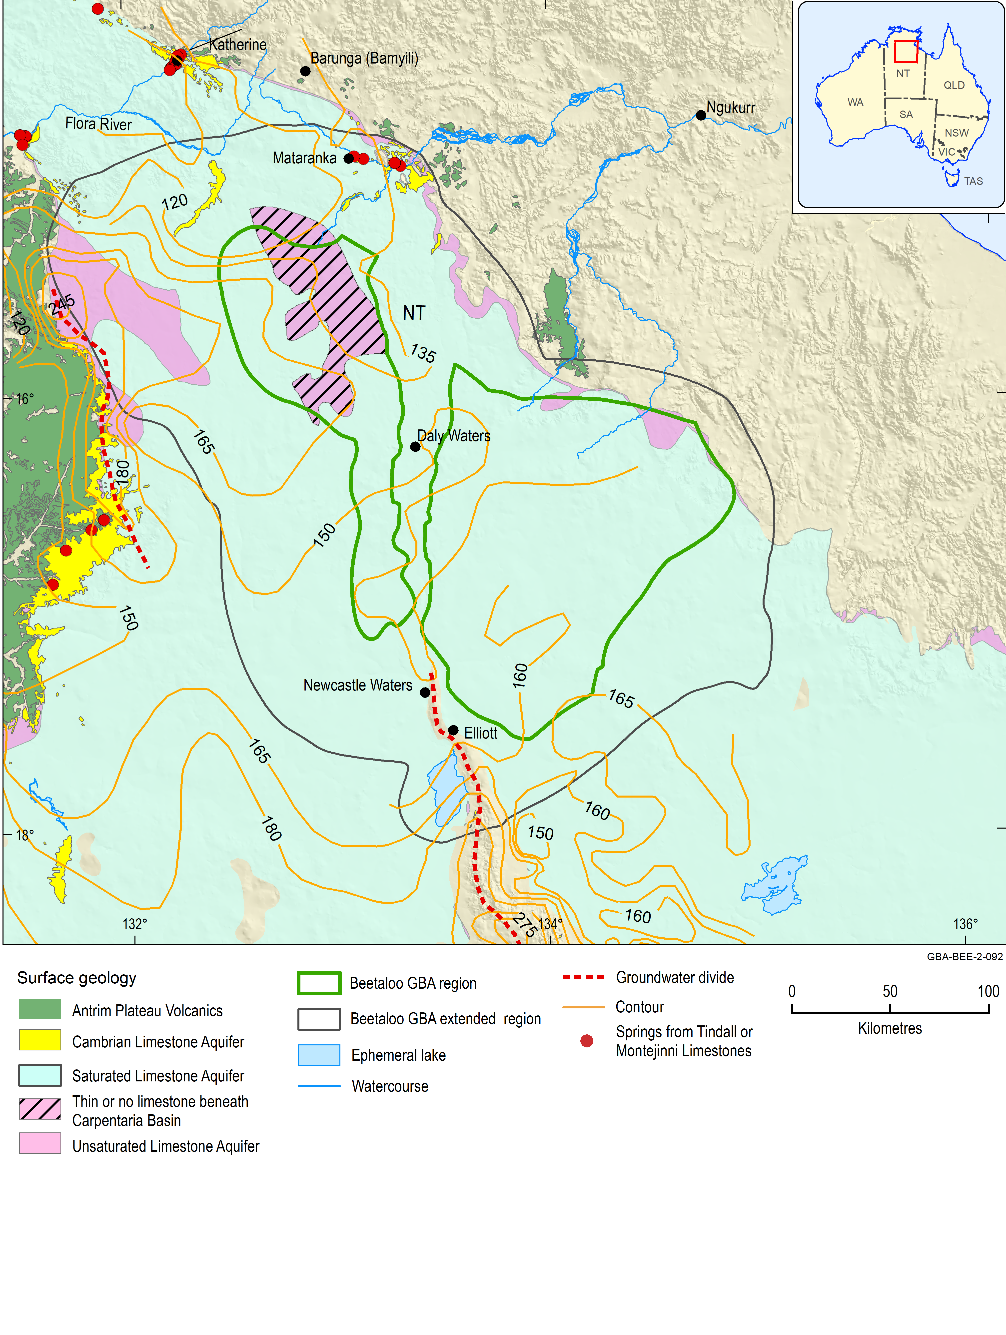 Katherine
Barunga (Bamyili)
Ngukurr
Flora River
Mataranka
NT
WA
QLD
SA
NSW
VIC
TAS
NT
120
245
120
135
16°
Daly Waters
165
180
150
150
160
Newcastle Waters
165
Elliott
165
180
160
150
18°
160
275
132°
134°
136°
GBA-BEE-2-092
Surface geology
Antrim Plateau Volcanics
Cambrian Limestone Aquifer
Saturated Limestone Aquifer
Thin or no limestone beneath
Carpentaria Basin
Unsaturated Limestone Aquifer
Beetaloo GBA region
Beetaloo GBA extended region
Ephemeral lake
Watercourse
Groundwater divide
Contour
Springs from Tindall or
Montejinni Limestones
0 50 100
Kilometres